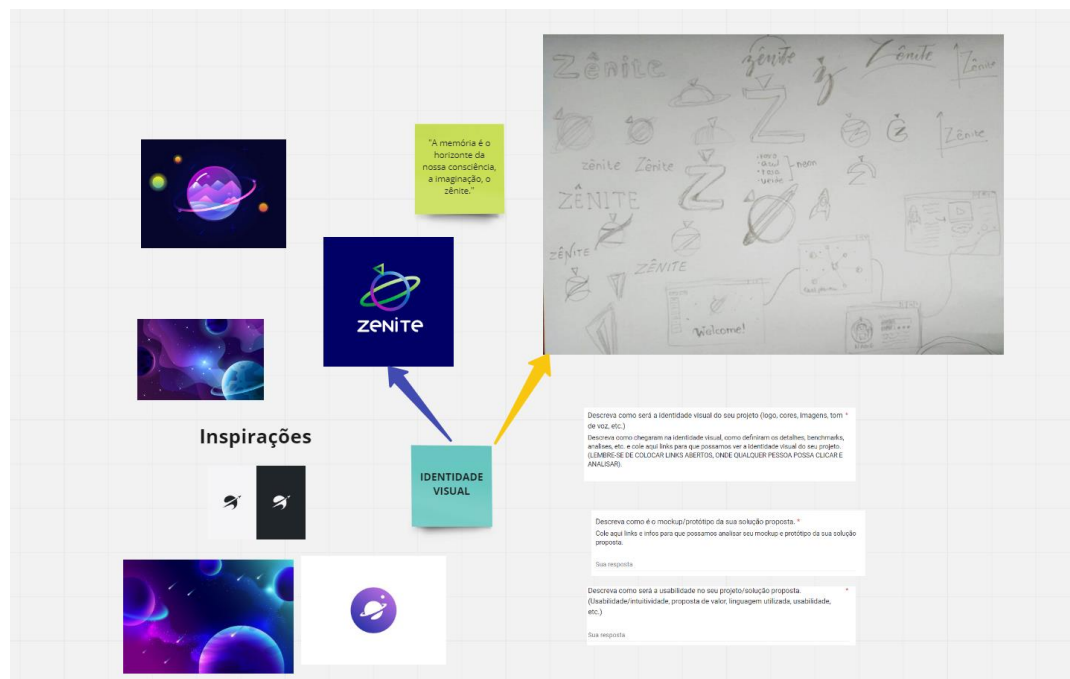 "A memória é o
horizonte da
nossa consciência,
a imaginação, o
zênite."
ZENITE
Inspirações
IDENTIDADE
VISUAL
Zênite
zênite
Z
Zênite
Zênite
Z
Zênite
zênite Zênite
azul
rosa
verde
neon
Z
ZÊNITE
ZÊNITE
ZÊNITE
Welcome!
Descreva como será a identidade visual do seu projeto (logo, cores, imagens, tom *
de voz, etc.)
Descreva como chegaram na identidade visual, como definiram os detalhes, benchmarks,
analises, etc. e cole aqui links para que possamos ver a identidade visual do seu projeto.
(LEMBRE-SE DE COLOCAR LINKS ABERTOS, ONDE QUALQUER PESSOA POSSA CLICAR E
ANALISAR).
Descreva como é o mockup/protótipo da sua solução proposta. *
Cole aqui links e infos para que possamos analisar seu mockup e protótipo da sua solução
proposta.
Sua resposta
Descreva como será a usabilidade no seu projeto/solução proposta. *
(Usabilidade/intuitividade, proposta de valor, linguagem utilizada, usabilidade,
etc.)
Sua resposta